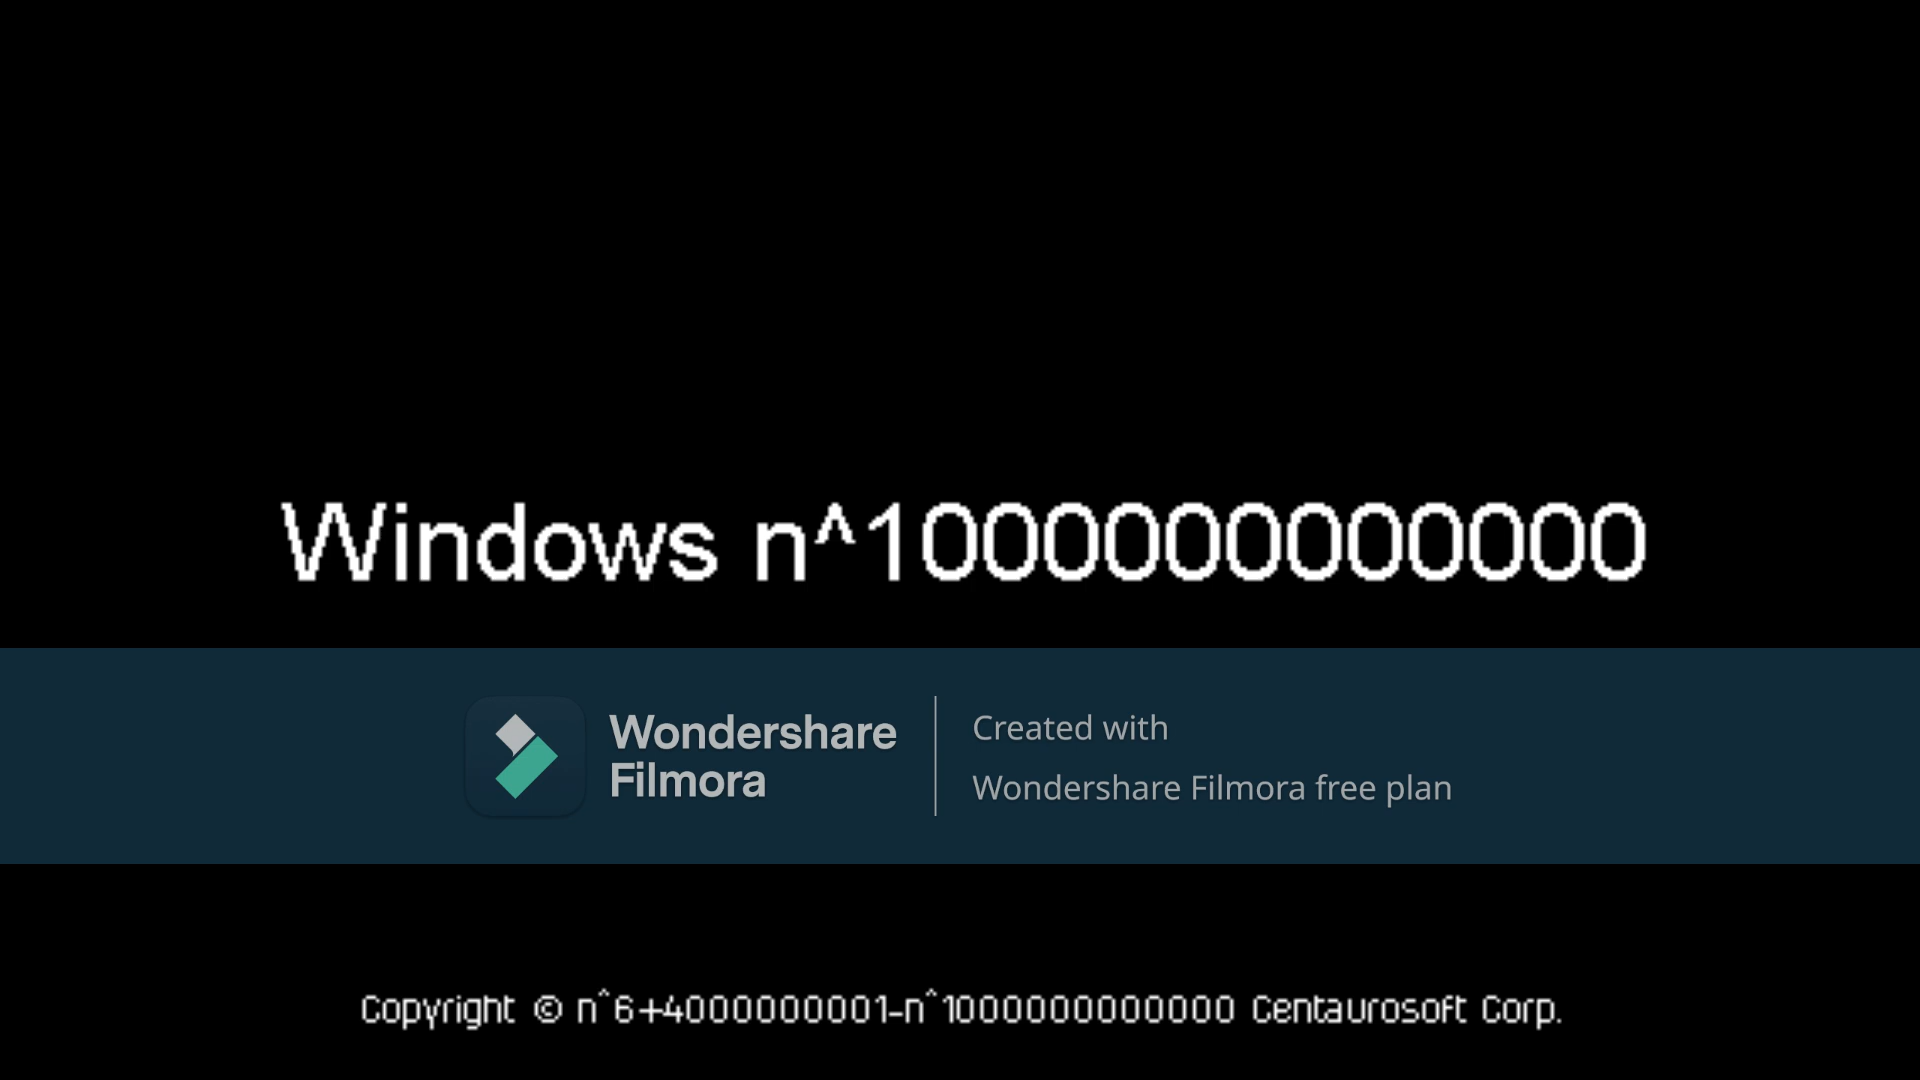 Windows n^1000000000000
Wondershare
Filmora
Created with
Wondershare Filmora free plan
Copyright © n^6+4000000001-n^1000000000000 Centaurosoft Corp.